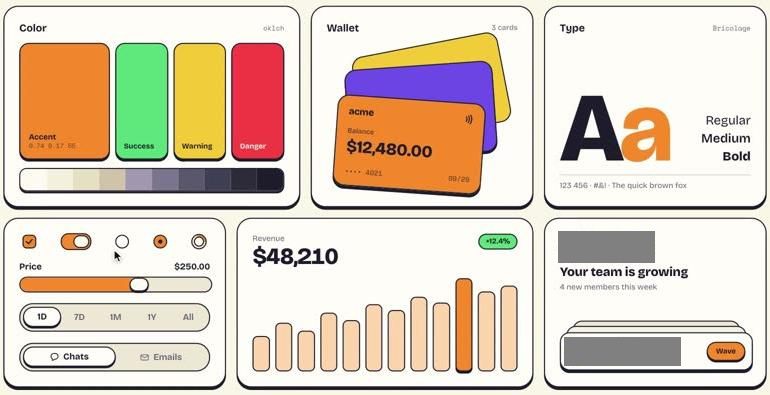 Color
oklch
Accent
0.74 0.17 55
Success
Warning
Danger
Wallet
3 cards
acme
Balance
$12,480.00
•••• 4021
09/29
Type
Bricolage
Aa
Regular
Medium
Bold
123 456 · #&! · The quick brown fox
Price
$250.00
1D
7D
1M
1Y
All
Chats
Emails
Revenue
$48,210
+12.4%
Your team is growing
4 new members this week
Wave